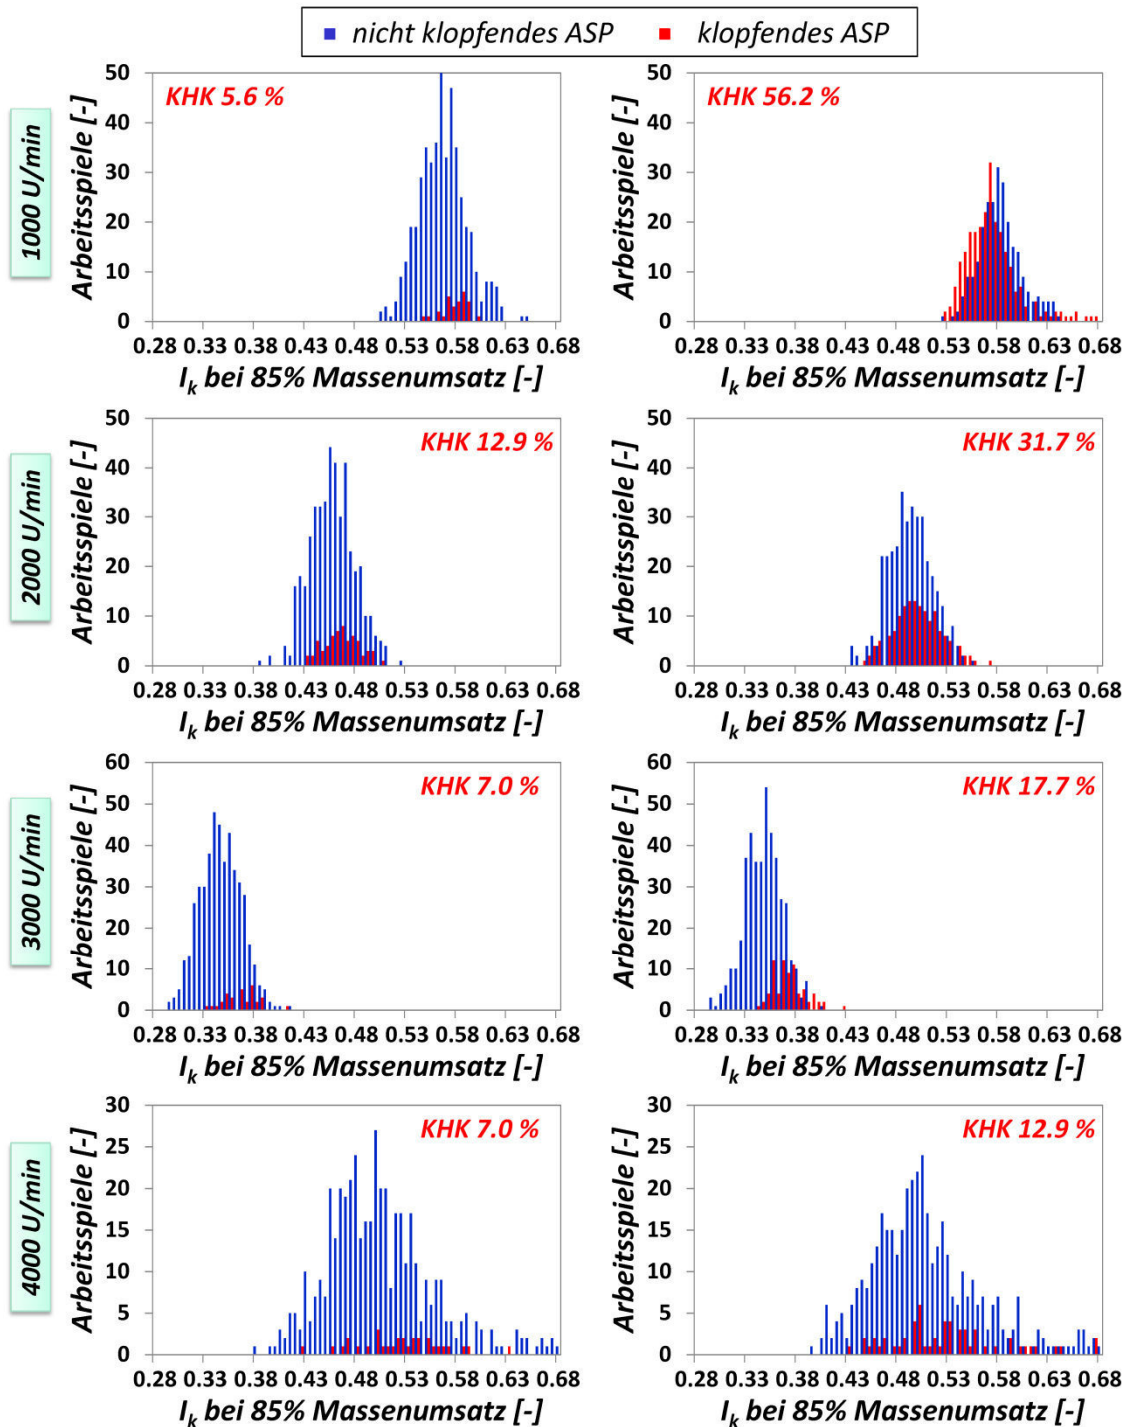 nicht klopfendes ASP klopfendes ASP
1000 U/min
Arbeitsspiele [-]
50
40
30
20
10
0
KHK 5.6 %
0.28 0.33 0.38 0.43 0.48 0.53 0.58 0.63 0.68
I_k bei 85% Massenumsatz [-]
Arbeitsspiele [-]
50
40
30
20
10
0
KHK 56.2 %
0.28 0.33 0.38 0.43 0.48 0.53 0.58 0.63 0.68
I_k bei 85% Massenumsatz [-]
2000 U/min
Arbeitsspiele [-]
50
40
30
20
10
0
KHK 12.9 %
0.28 0.33 0.38 0.43 0.48 0.53 0.58 0.63 0.68
I_k bei 85% Massenumsatz [-]
Arbeitsspiele [-]
50
40
30
20
10
0
KHK 31.7 %
0.28 0.33 0.38 0.43 0.48 0.53 0.58 0.63 0.68
I_k bei 85% Massenumsatz [-]
3000 U/min
Arbeitsspiele [-]
60
50
40
30
20
10
0
KHK 7.0 %
0.28 0.33 0.38 0.43 0.48 0.53 0.58 0.63 0.68
I_k bei 85% Massenumsatz [-]
Arbeitsspiele [-]
60
50
40
30
20
10
0
KHK 17.7 %
0.28 0.33 0.38 0.43 0.48 0.53 0.58 0.63 0.68
I_k bei 85% Massenumsatz [-]
4000 U/min
Arbeitsspiele [-]
30
25
20
15
10
5
0
KHK 7.0 %
0.28 0.33 0.38 0.43 0.48 0.53 0.58 0.63 0.68
I_k bei 85% Massenumsatz [-]
Arbeitsspiele [-]
30
25
20
15
10
5
0
KHK 12.9 %
0.28 0.33 0.38 0.43 0.48 0.53 0.58 0.63 0.68
I_k bei 85% Massenumsatz [-]